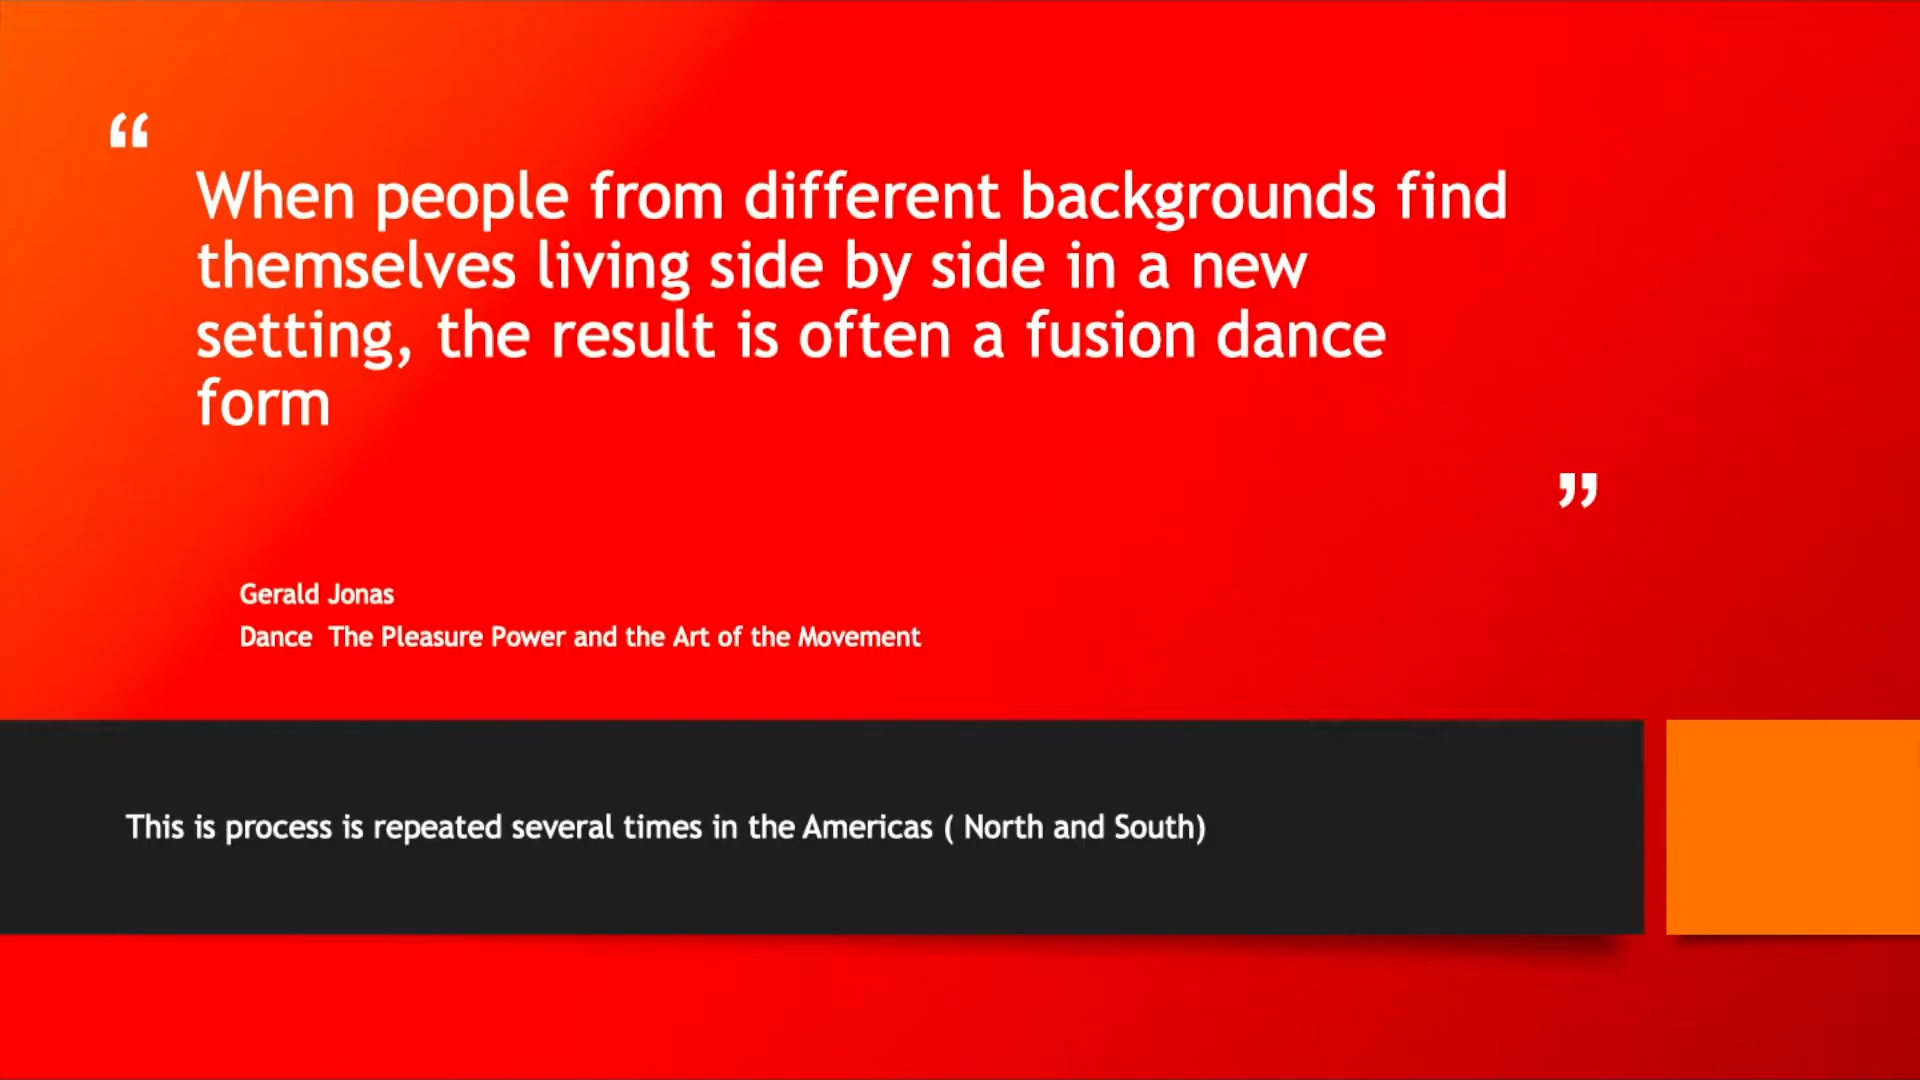 “
When people from different backgrounds find
themselves living side by side in a new
setting, the result is often a fusion dance
form
”
Gerald Jonas
Dance  The Pleasure Power and the Art of the Movement
This is process is repeated several times in the Americas ( North and South)